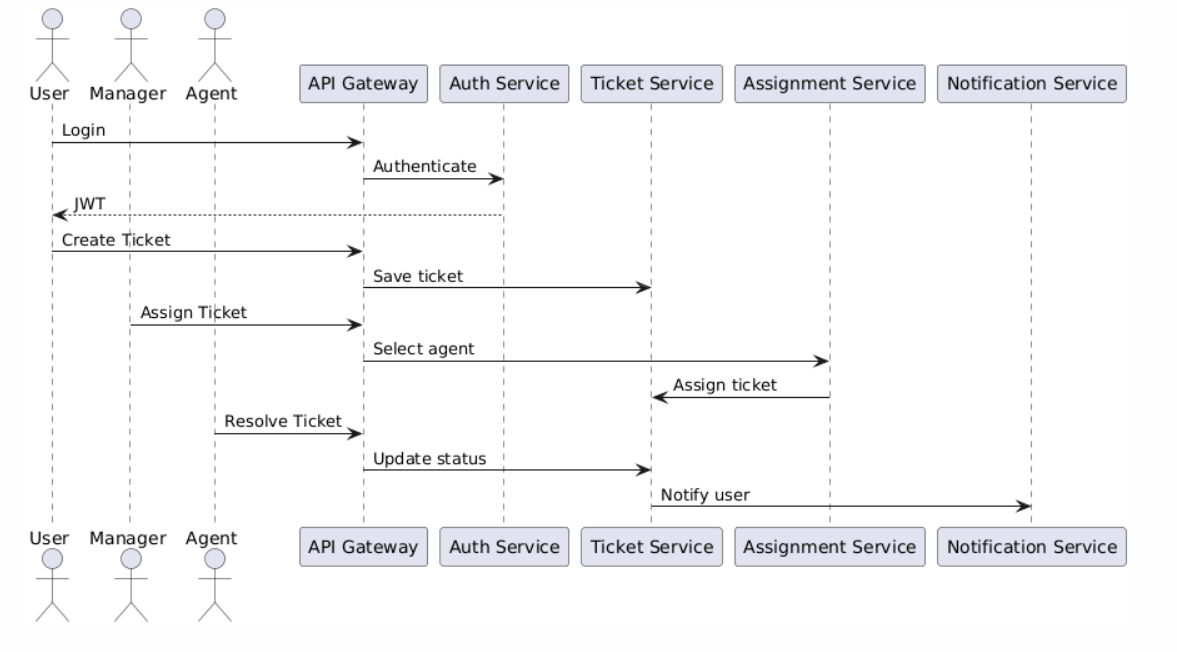 User Manager Agent API Gateway Auth Service Ticket Service Assignment Service Notification Service
Login
Authenticate
JWT
Create Ticket
Save ticket
Assign Ticket
Select agent
Assign ticket
Resolve Ticket
Update status
Notify user
User Manager Agent API Gateway Auth Service Ticket Service Assignment Service Notification Service